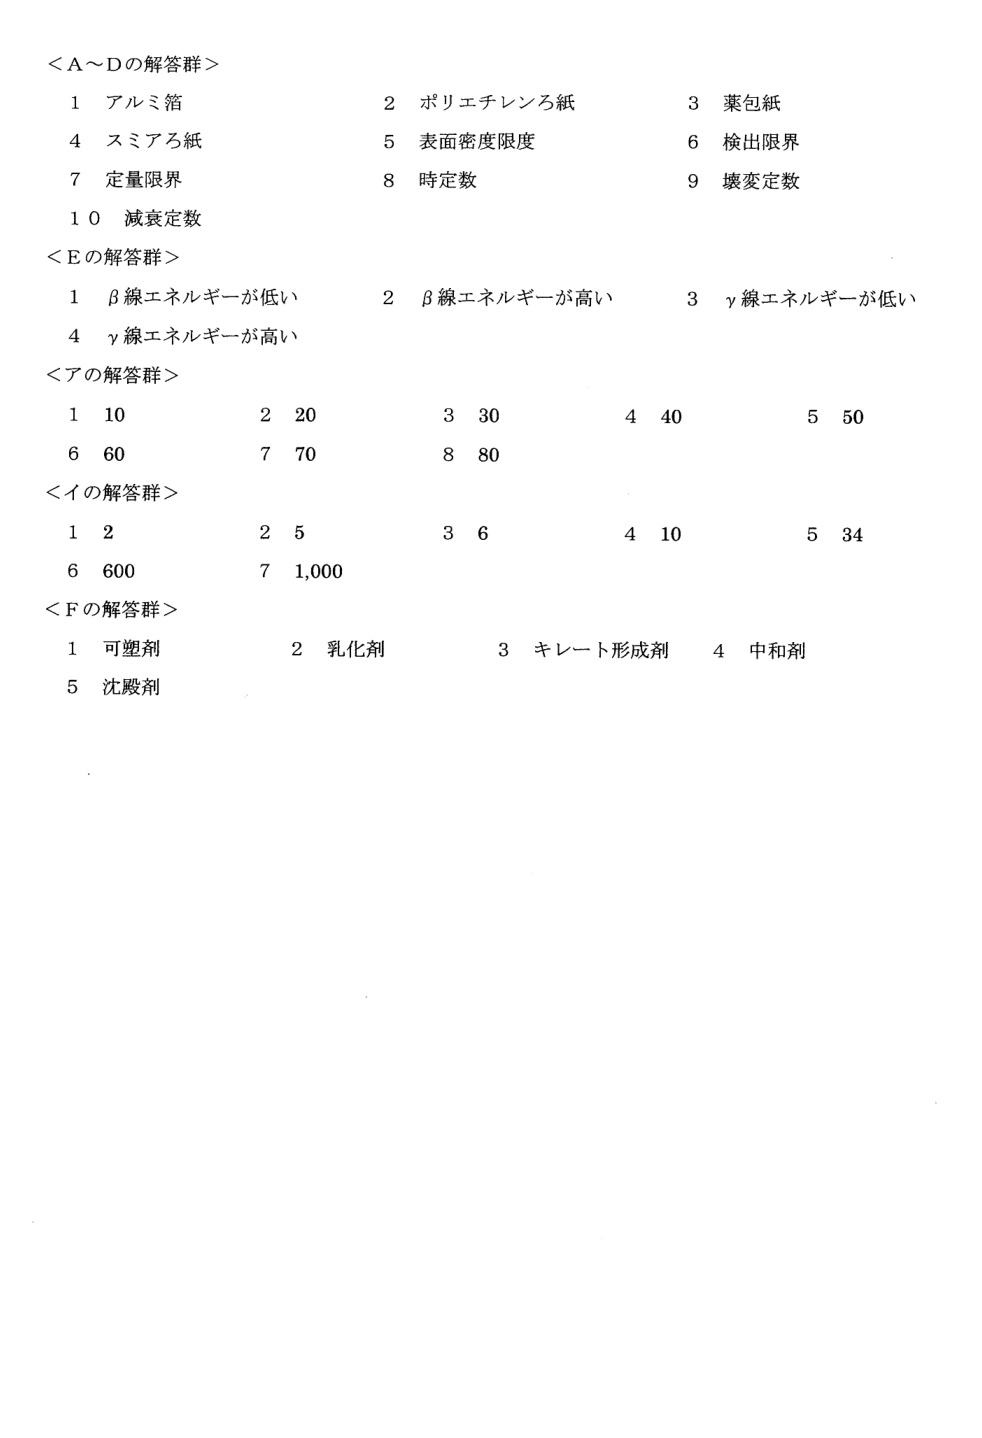 ＜Ａ～Ｄの解答群＞
1 アルミ箔 2 ポリエチレンろ紙 3 薬包紙
4 スミアろ紙 5 表面密度限度 6 検出限界
7 定量限界 8 時定数 9 壊変定数
10 減衰定数
＜Ｅの解答群＞
1 β線エネルギーが低い 2 β線エネルギーが高い 3 γ線エネルギーが低い
4 γ線エネルギーが高い
＜アの解答群＞
1 10 2 20 3 30 4 40 5 50
6 60 7 70 8 80
＜イの解答群＞
1 2 2 5 3 6 4 10 5 34
6 600 7 1,000
＜Ｆの解答群＞
1 可塑剤 2 乳化剤 3 キレート形成剤 4 中和剤
5 沈殿剤